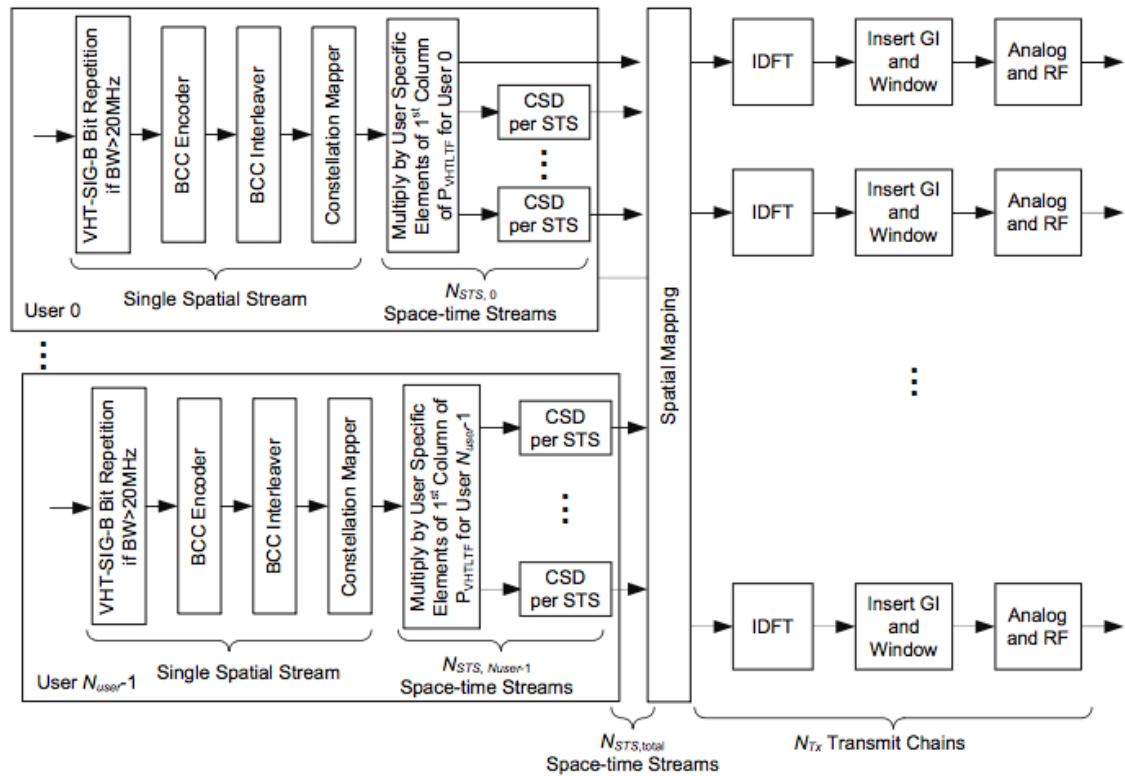 VHT-SIG-B Bit Repetition
if BW>20MHz
BCC Encoder
BCC Interleaver
Constellation Mapper
Multiply by User Specific
Elements of 1st Column
of PVHTLTF for User 0
CSD
per STS
CSD
per STS
Single Spatial Stream
NSTS, 0
Space-time Streams
User 0
VHT-SIG-B Bit Repetition
if BW>20MHz
BCC Encoder
BCC Interleaver
Constellation Mapper
Multiply by User Specific
Elements of 1st Column of
PVHTLTF for User Nuser-1
CSD
per STS
CSD
per STS
Single Spatial Stream
NSTS, Nuser-1
Space-time Streams
User Nuser-1
NSTS,total
Space-time Streams
Spatial Mapping
IDFT
Insert GI
and
Window
Analog
and RF
IDFT
Insert GI
and
Window
Analog
and RF
IDFT
Insert GI
and
Window
Analog
and RF
NTx Transmit Chains